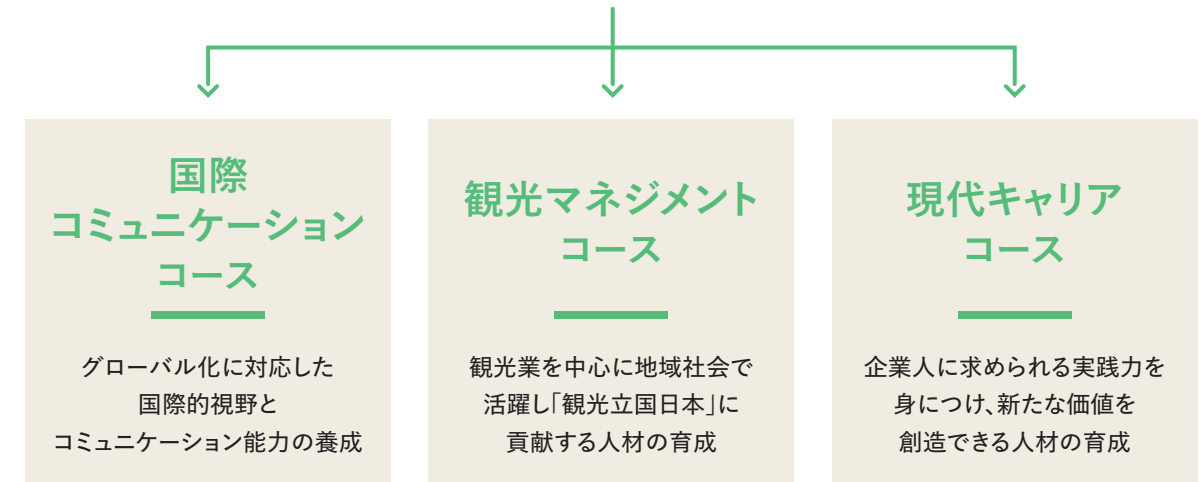 国際
コミュニケーション
コース
グローバル化に対応した
国際的視野と
コミュニケーション能力の養成
観光マネジメント
コース
観光業を中心に地域社会で
活躍し「観光立国日本」に
貢献する人材の育成
現代キャリア
コース
企業人に求められる実践力を
身につけ、新たな価値を
創造できる人材の育成